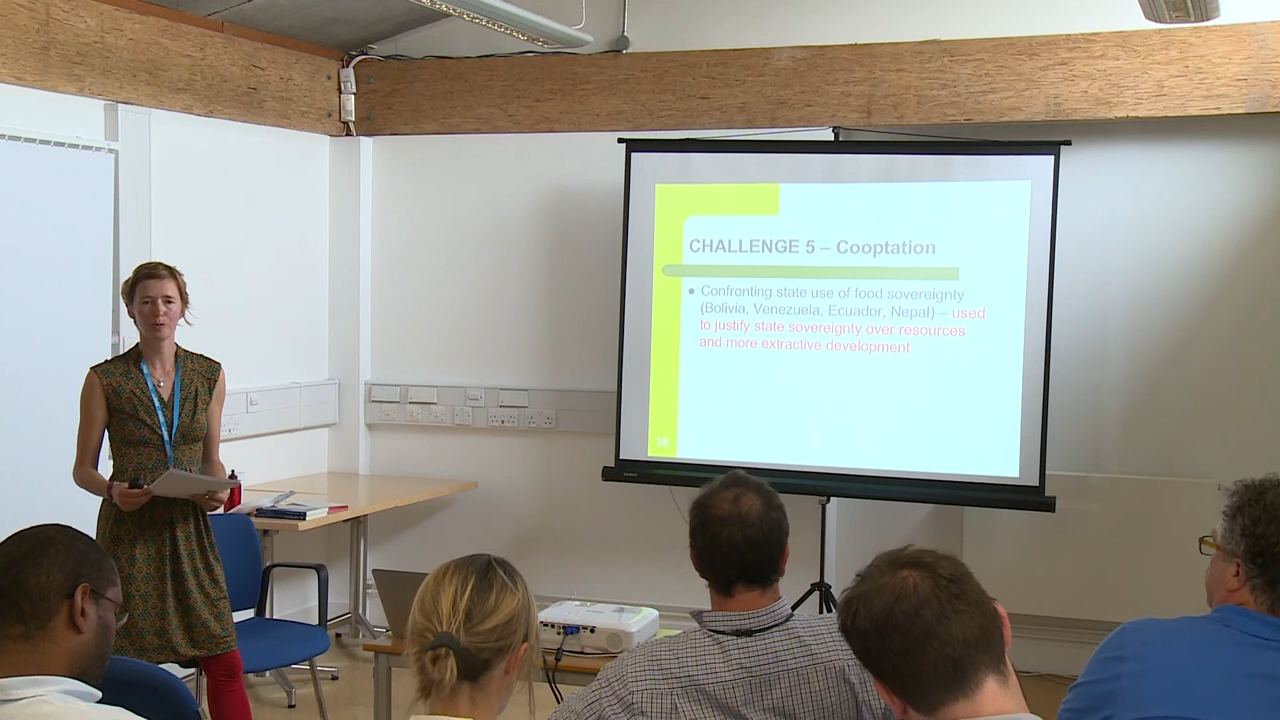 CHALLENGE 5 – Cooptation
• Confronting state use of food sovereignty
(Bolivia, Venezuela, Ecuador, Nepal) – used
to justify state sovereignty over resources
and more extractive development
36